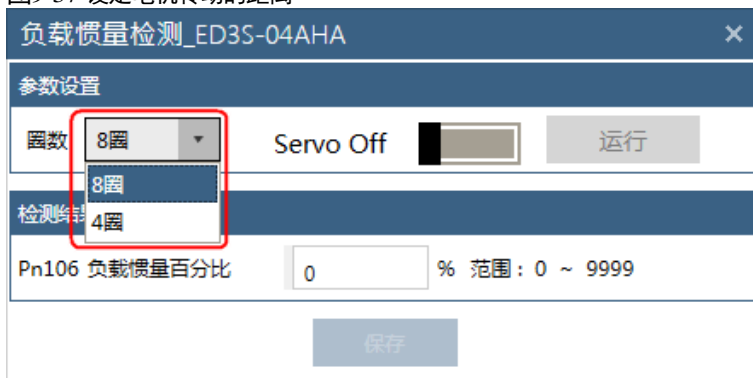 负载惯量检测_ED3S-04AHA
参数设置
圈数 8圈 Servo Off 运行
8圈
4圈
Pn106 负载惯量百分比 0 % 范围：0 ~ 9999
保存